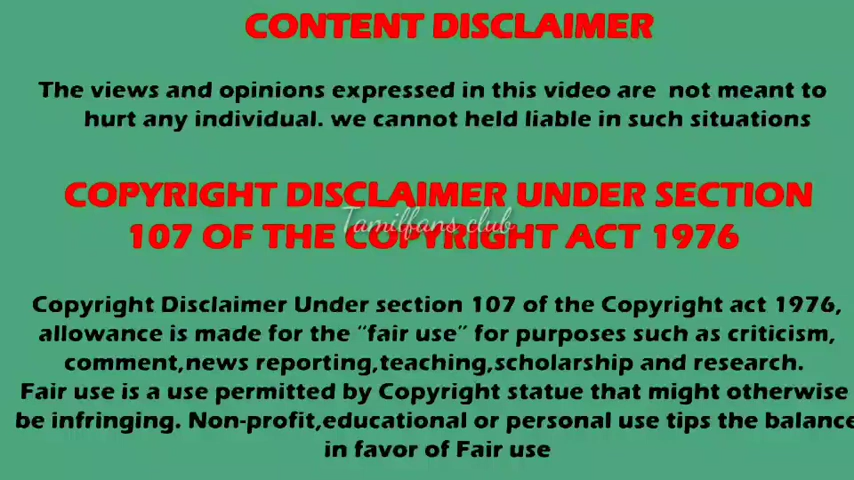 CONTENT DISCLAIMER
The views and opinions expressed in this video are not meant to
hurt any individual. we cannot held liable in such situations
COPYRIGHT DISCLAIMER UNDER SECTION
Tamilfans club
107 OF THE COPYRIGHT ACT 1976
Copyright Disclaimer Under section 107 of the Copyright act 1976,
allowance is made for the "fair use" for purposes such as criticism,
comment,news reporting,teaching,scholarship and research.
Fair use is a use permitted by Copyright statue that might otherwise
be infringing. Non-profit,educational or personal use tips the balance
in favor of Fair use